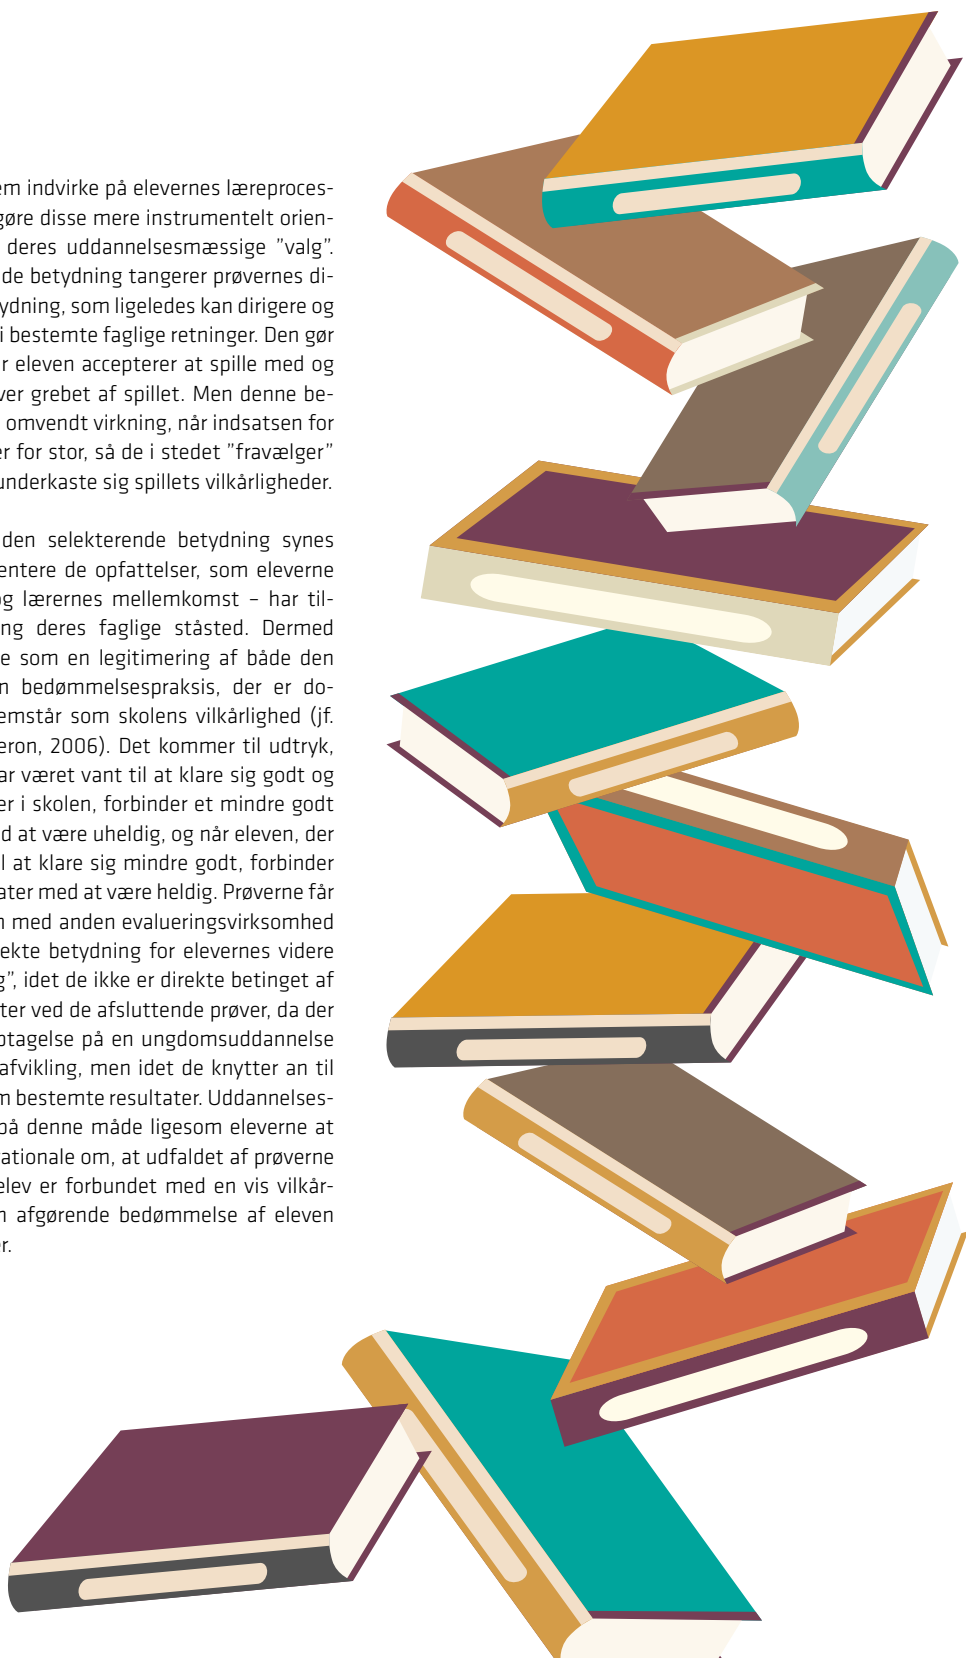 em indvirke på elevernes læreproces-
gøre disse mere instrumentelt orien-
deres uddannelsesmæssige ”valg”.
de betydning tangerer prøvernes di-
ydning, som ligeledes kan dirigere og
i bestemte faglige retninger. Den gør
r eleven accepterer at spille med og
ver grebet af spillet. Men denne be-
omvendt virkning, når indsatsen for
er for stor, så de i stedet ”fravælger”
underkaste sig spillets vilkårligheder.
den selekterende betydning synes
entere de opfattelser, som eleverne
og lærernes mellemkomst – har til-
ng deres faglige ståsted. Dermed
e som en legitimering af både den
n bedømmelsespraksis, der er do-
emstår som skolens vilkårlighed (jf.
eron, 2006). Det kommer til udtryk,
ar været vant til at klare sig godt og
er i skolen, forbinder et mindre godt
d at være uheldig, og når eleven, der
l at klare sig mindre godt, forbinder
ater med at være heldig. Prøverne får
n med anden evalueringsvirksomhed
ekte betydning for elevernes videre
g”, idet de ikke er direkte betinget af
ter ved de afsluttende prøver, da der
ptagelse på en ungdomsuddannelse
afvikling, men idet de knytter an til
m bestemte resultater. Uddannelses-
på denne måde ligesom eleverne at
rationale om, at udfaldet af prøverne
elev er forbundet med en vis vilkår-
n afgørende bedømmelse af eleven
r.